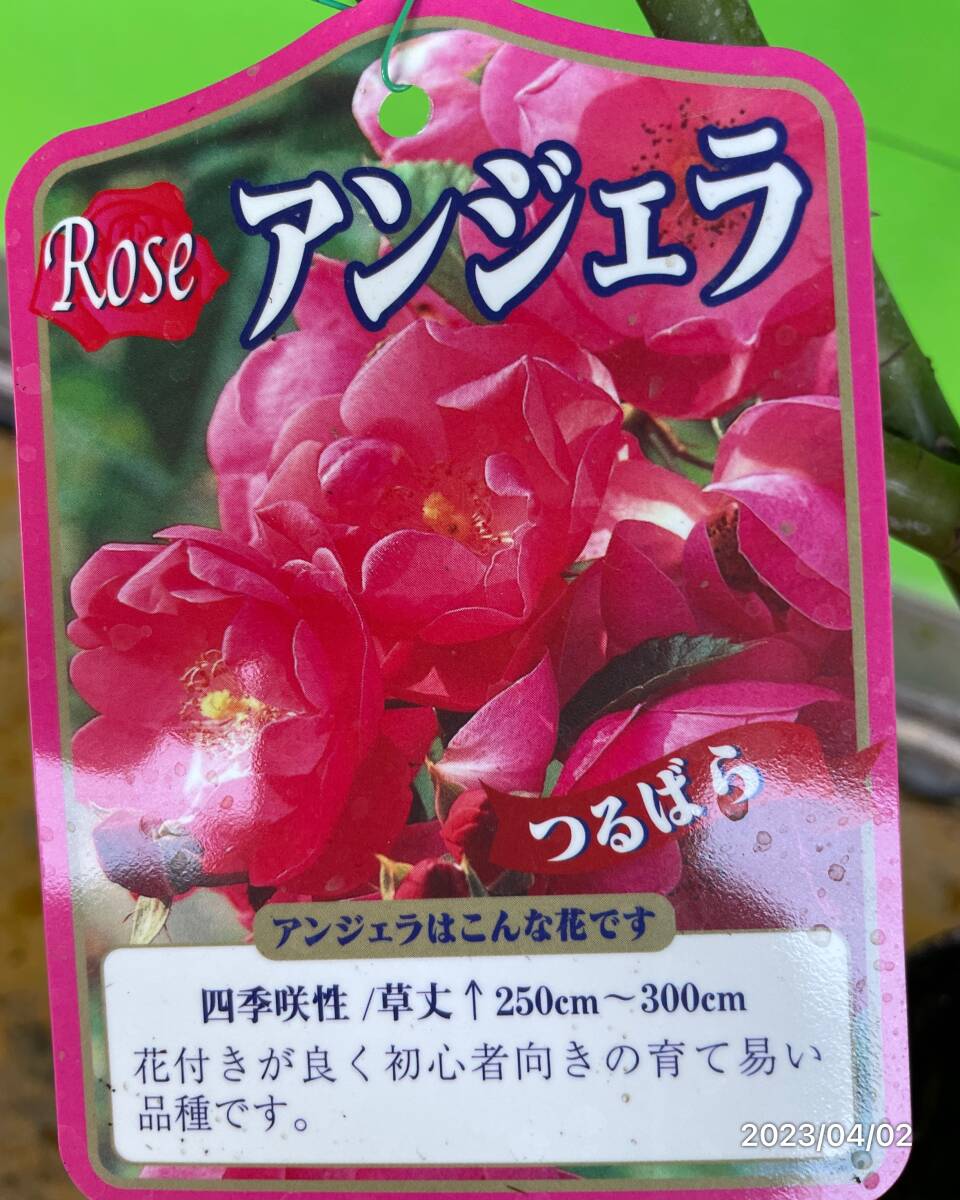 Rose
アンジェラ
つるばら
アンジェラはこんな花です
四季咲性 /草丈↑250cm〜300cm
花付きが良く初心者向きの育て易い
品種です。
2023/04/02